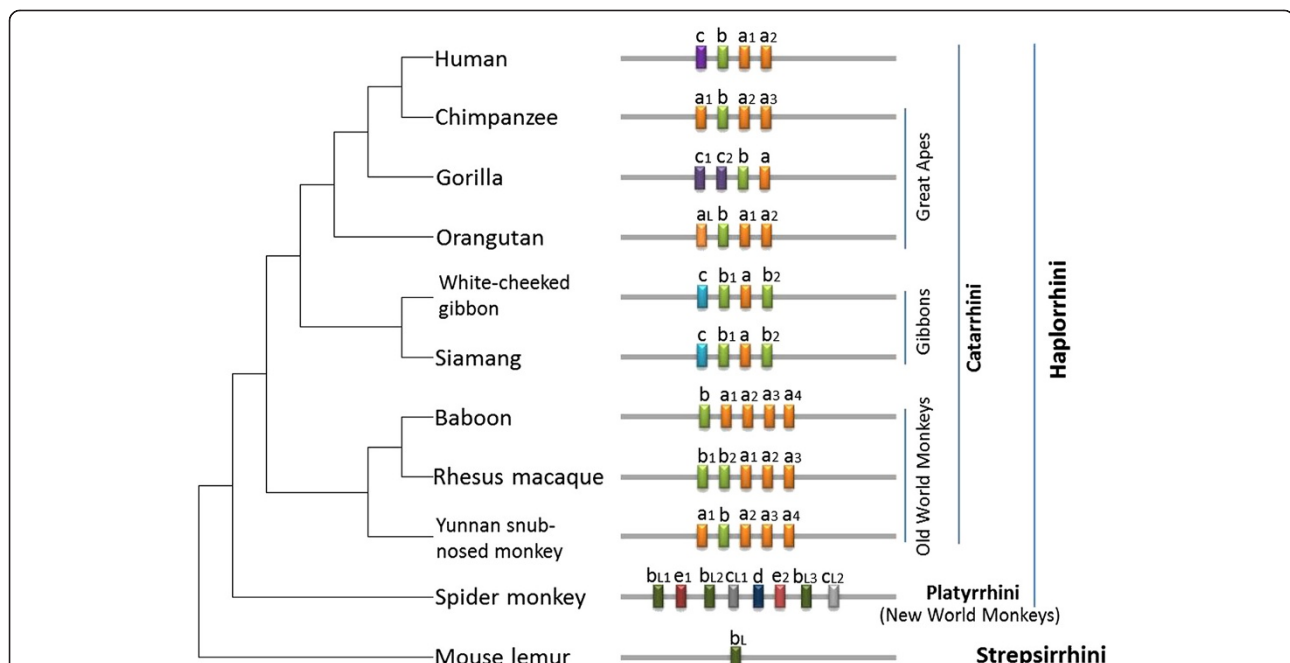 c b a1 a2
Human
a1 b a2 a3
Chimpanzee
c1 c2 b a
Gorilla
aL b a1 a2
Orangutan
Great Apes
c b1 a b2
White-cheeked
gibbon
c b1 a b2
Siamang
Gibbons
b a1 a2 a3 a4
Baboon
b1 b2 a1 a2 a3
Rhesus macaque
a1 b a2 a3 a4
Yunnan snub-
nosed monkey
Old World Monkeys
Catarrhini
Haplorrhini
bL1 e1 bL2 cL1 d e2 bL3 cL2
Spider monkey
Platyrrhini
(New World Monkeys)
bL
Mouse lemur
Strepsirrhini